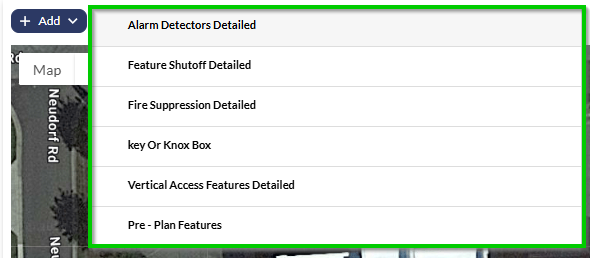 Add
Alarm Detectors Detailed
Feature Shutoff Detailed
Rd
Map
Fire Suppression Detailed
Neudorf Rd
key Or Knox Box
Vertical Access Features Detailed
Pre - Plan Features
Neu